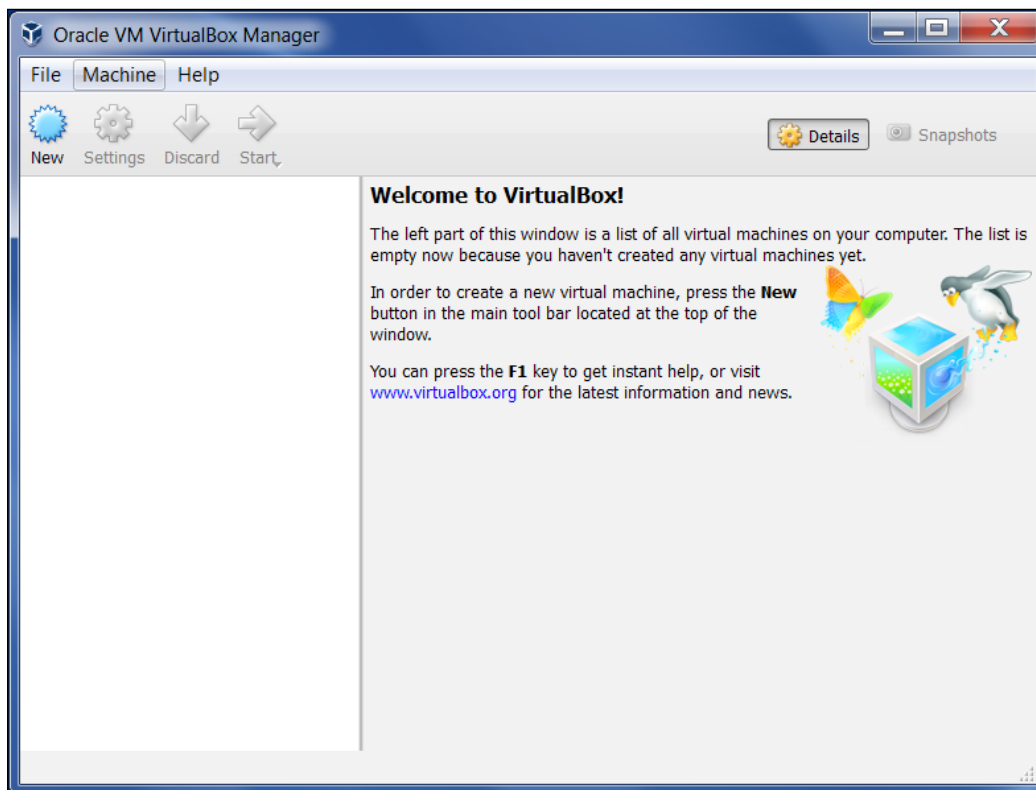 Oracle VM VirtualBox Manager
File Machine Help
New Settings Discard Start
Details Snapshots
Welcome to VirtualBox!
The left part of this window is a list of all virtual machines on your computer. The list is
empty now because you haven't created any virtual machines yet.
In order to create a new virtual machine, press the New
button in the main tool bar located at the top of the
window.
You can press the F1 key to get instant help, or visit
www.virtualbox.org for the latest information and news.